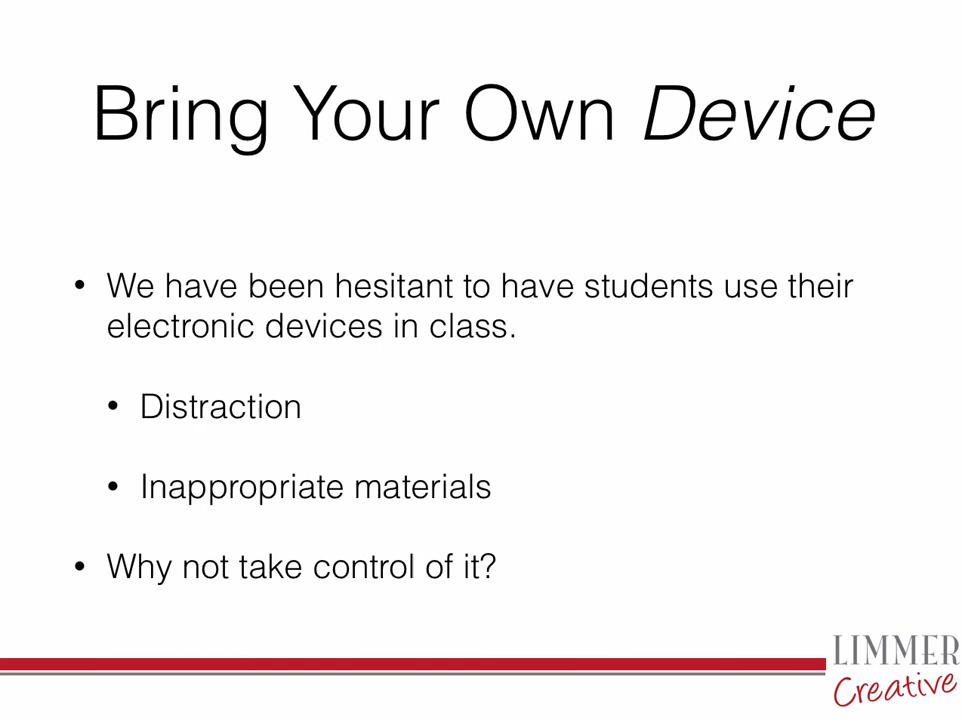 Bring Your Own Device
• We have been hesitant to have students use their
electronic devices in class.
• Distraction
• Inappropriate materials
• Why not take control of it?
LIMMER
Creative